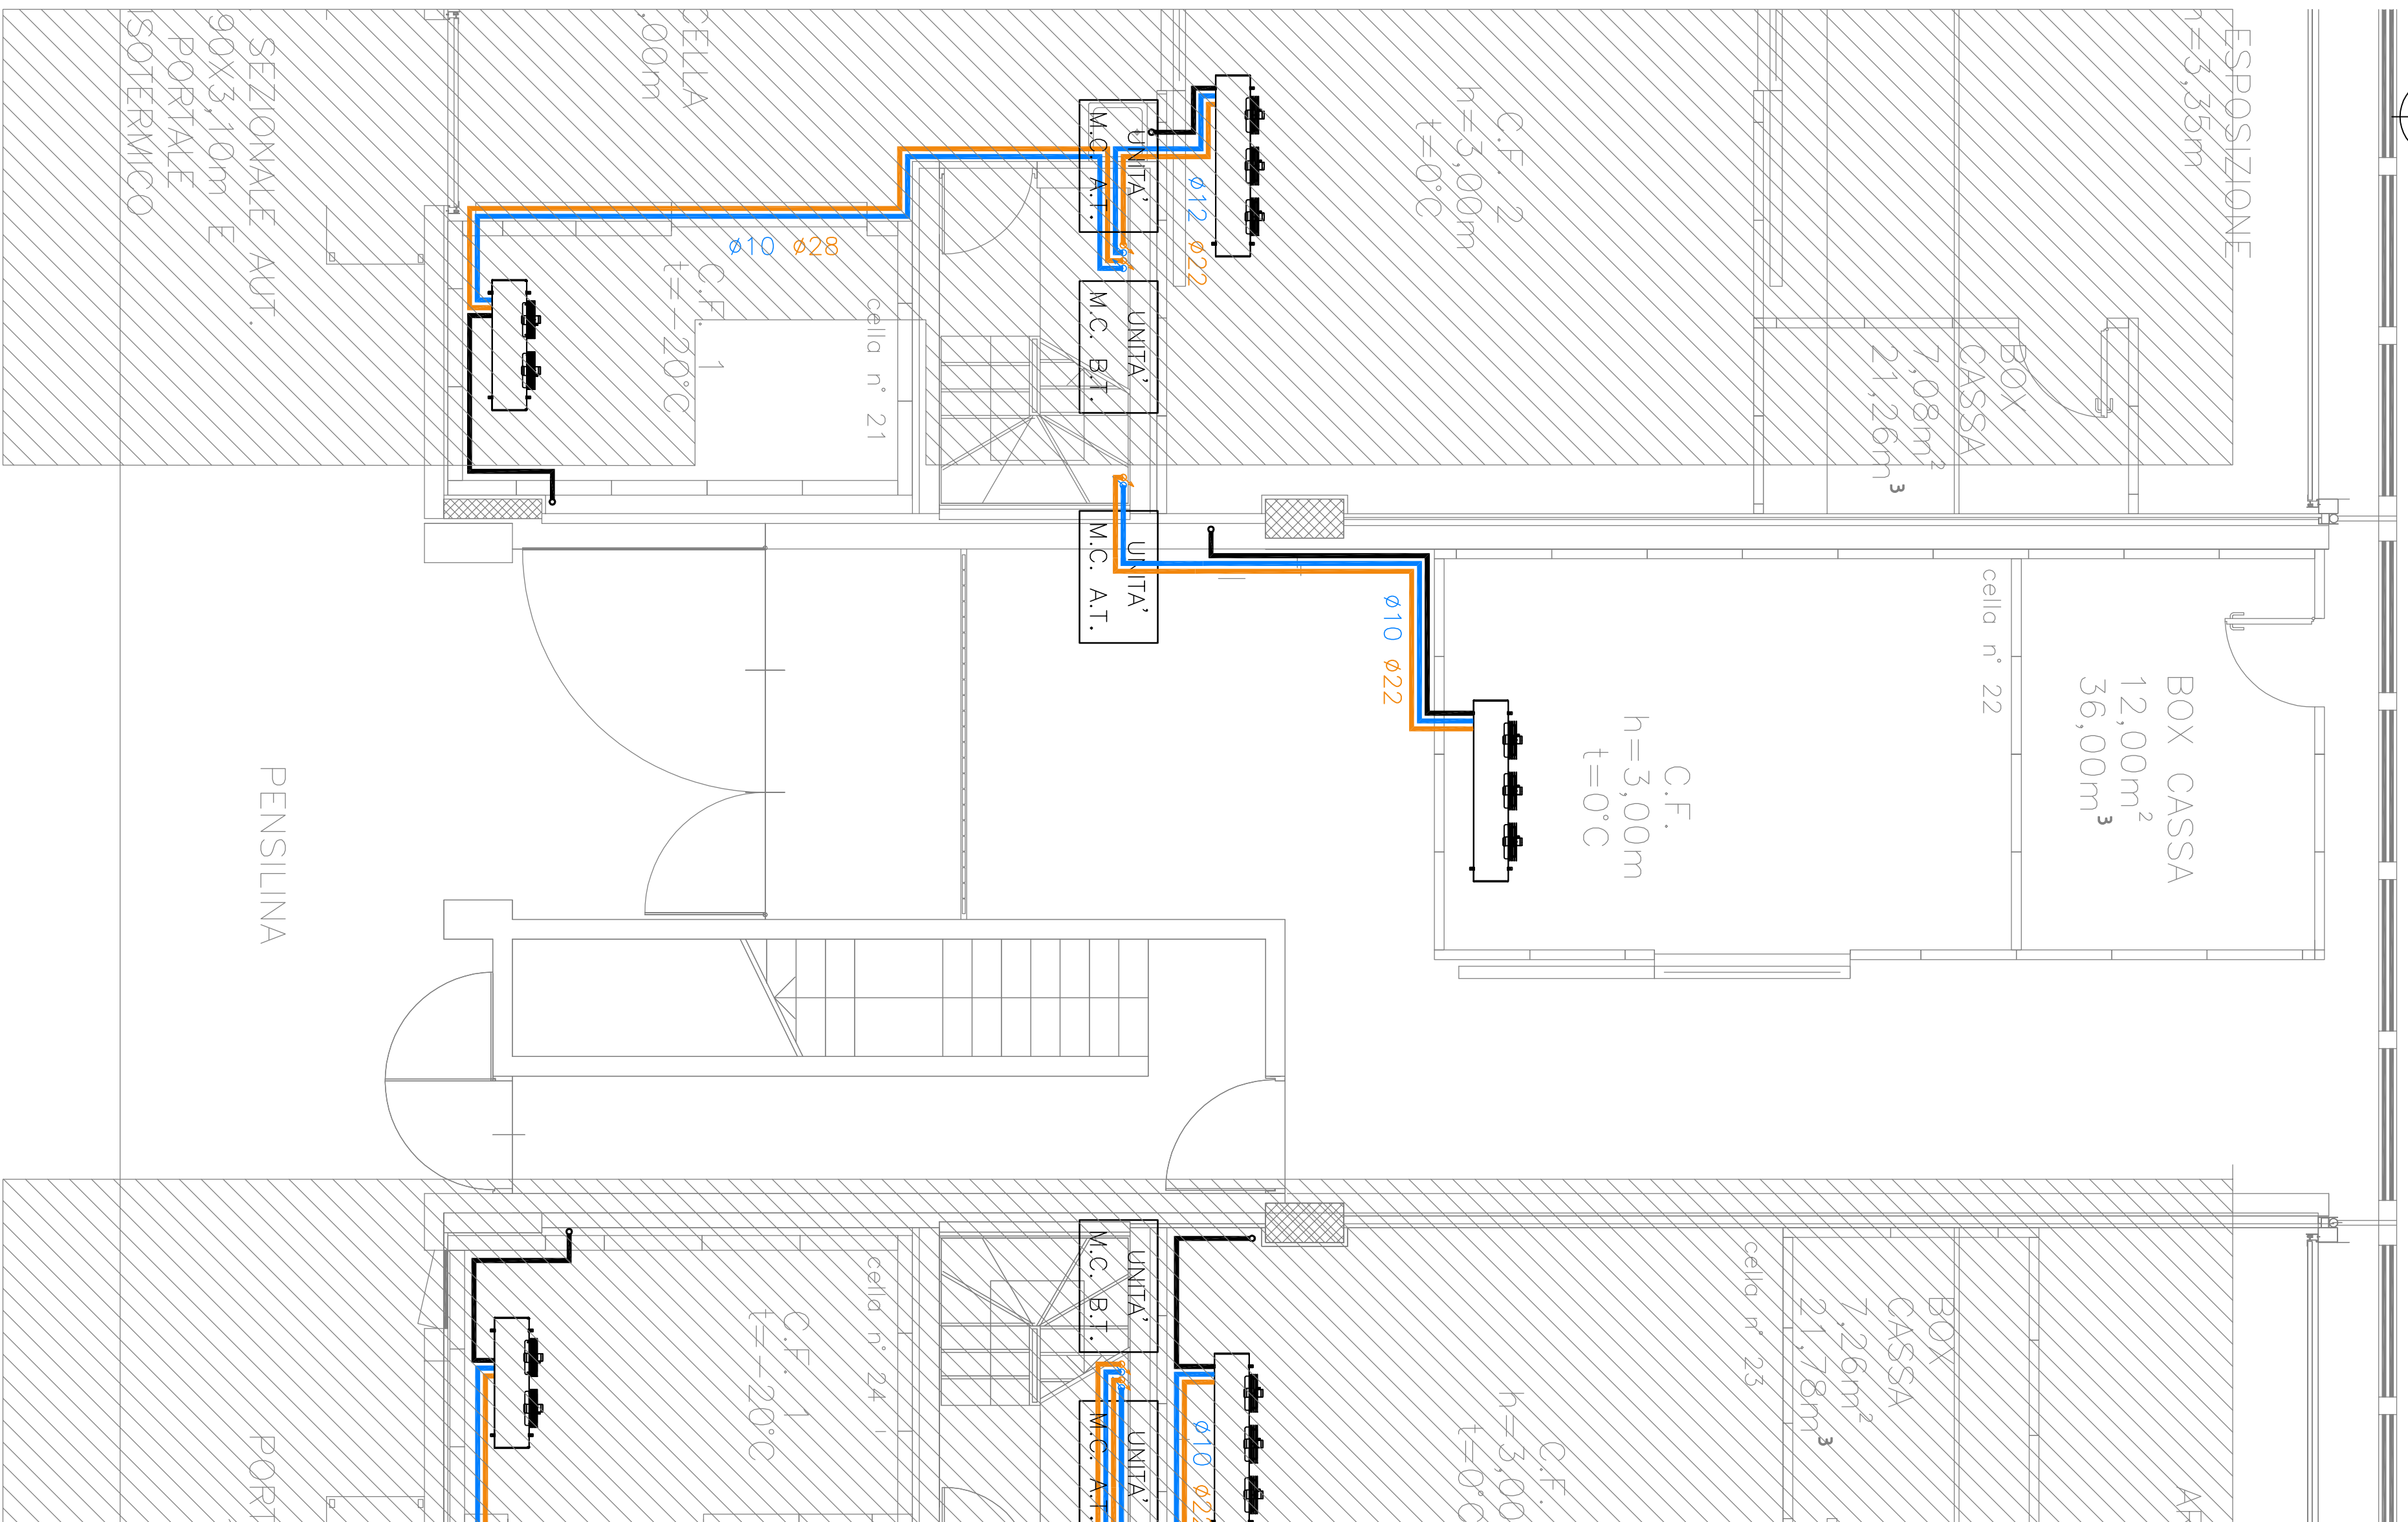 ESPOSIZIONE
h=3,35m
BOX
CASSA
7,08m²
21,26m³
C.F. 2
h=3,00m
t=0°C
ø12 ø22
UNITA'
M.C. A.T.
UNITA'
M.C. B.T.
CELLA
,00m
ø10 ø28
C.F. 1
t=-20°C
cella n° 21
SEZIONALE AUT.
90X3,10m E
PORTALE
ISOTERMICO
UNITA'
M.C. A.T.
ø10 ø22
cella n° 22
C.F.
h=3,00m
t=0°C
BOX CASSA
12,00m²
36,00m³
PENSILINA
cella n° 24
C.F. 1
t=-20°C
UNITA'
M.C. B.T.
UNITA'
M.C. A.T.
ø10 ø22
cella n° 23
BOX
CASSA
7,26m²
21,78m³
C.F.
h=3,00
t=0°C
PORT